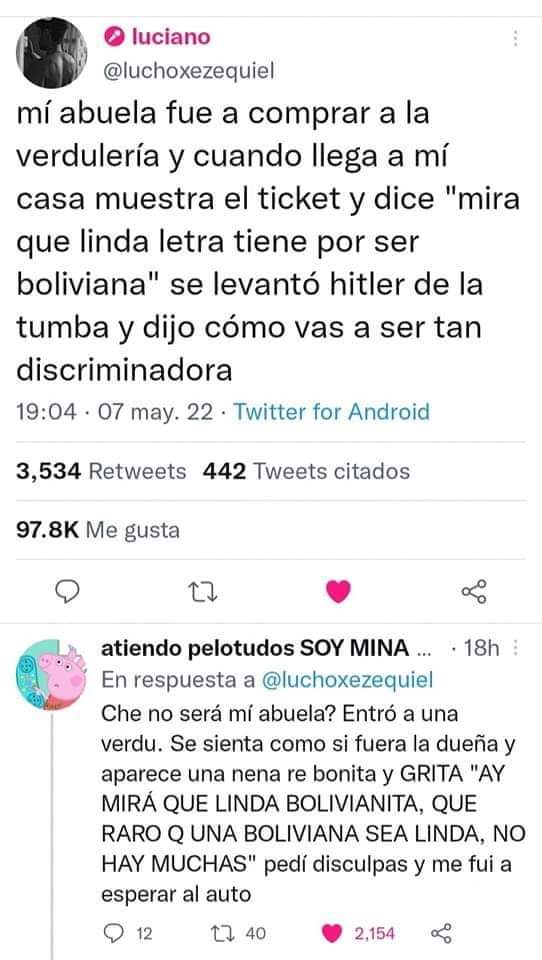 luciano
@luchoxezequiel
mí abuela fue a comprar a la
verdulería y cuando llega a mí
casa muestra el ticket y dice "mira
que linda letra tiene por ser
boliviana" se levantó hitler de la
tumba y dijo cómo vas a ser tan
discriminadora
19:04 · 07 may. 22 · Twitter for Android
3,534 Retweets 442 Tweets citados
97.8K Me gusta
atiendo pelotudos SOY MINA ... · 18h
En respuesta a @luchoxezequiel
Che no será mí abuela? Entró a una
verdu. Se sienta como si fuera la dueña y
aparece una nena re bonita y GRITA "AY
MIRÁ QUE LINDA BOLIVIANITA, QUE
RARO Q UNA BOLIVIANA SEA LINDA, NO
HAY MUCHAS" pedí disculpas y me fui a
esperar al auto
12 40 2,154